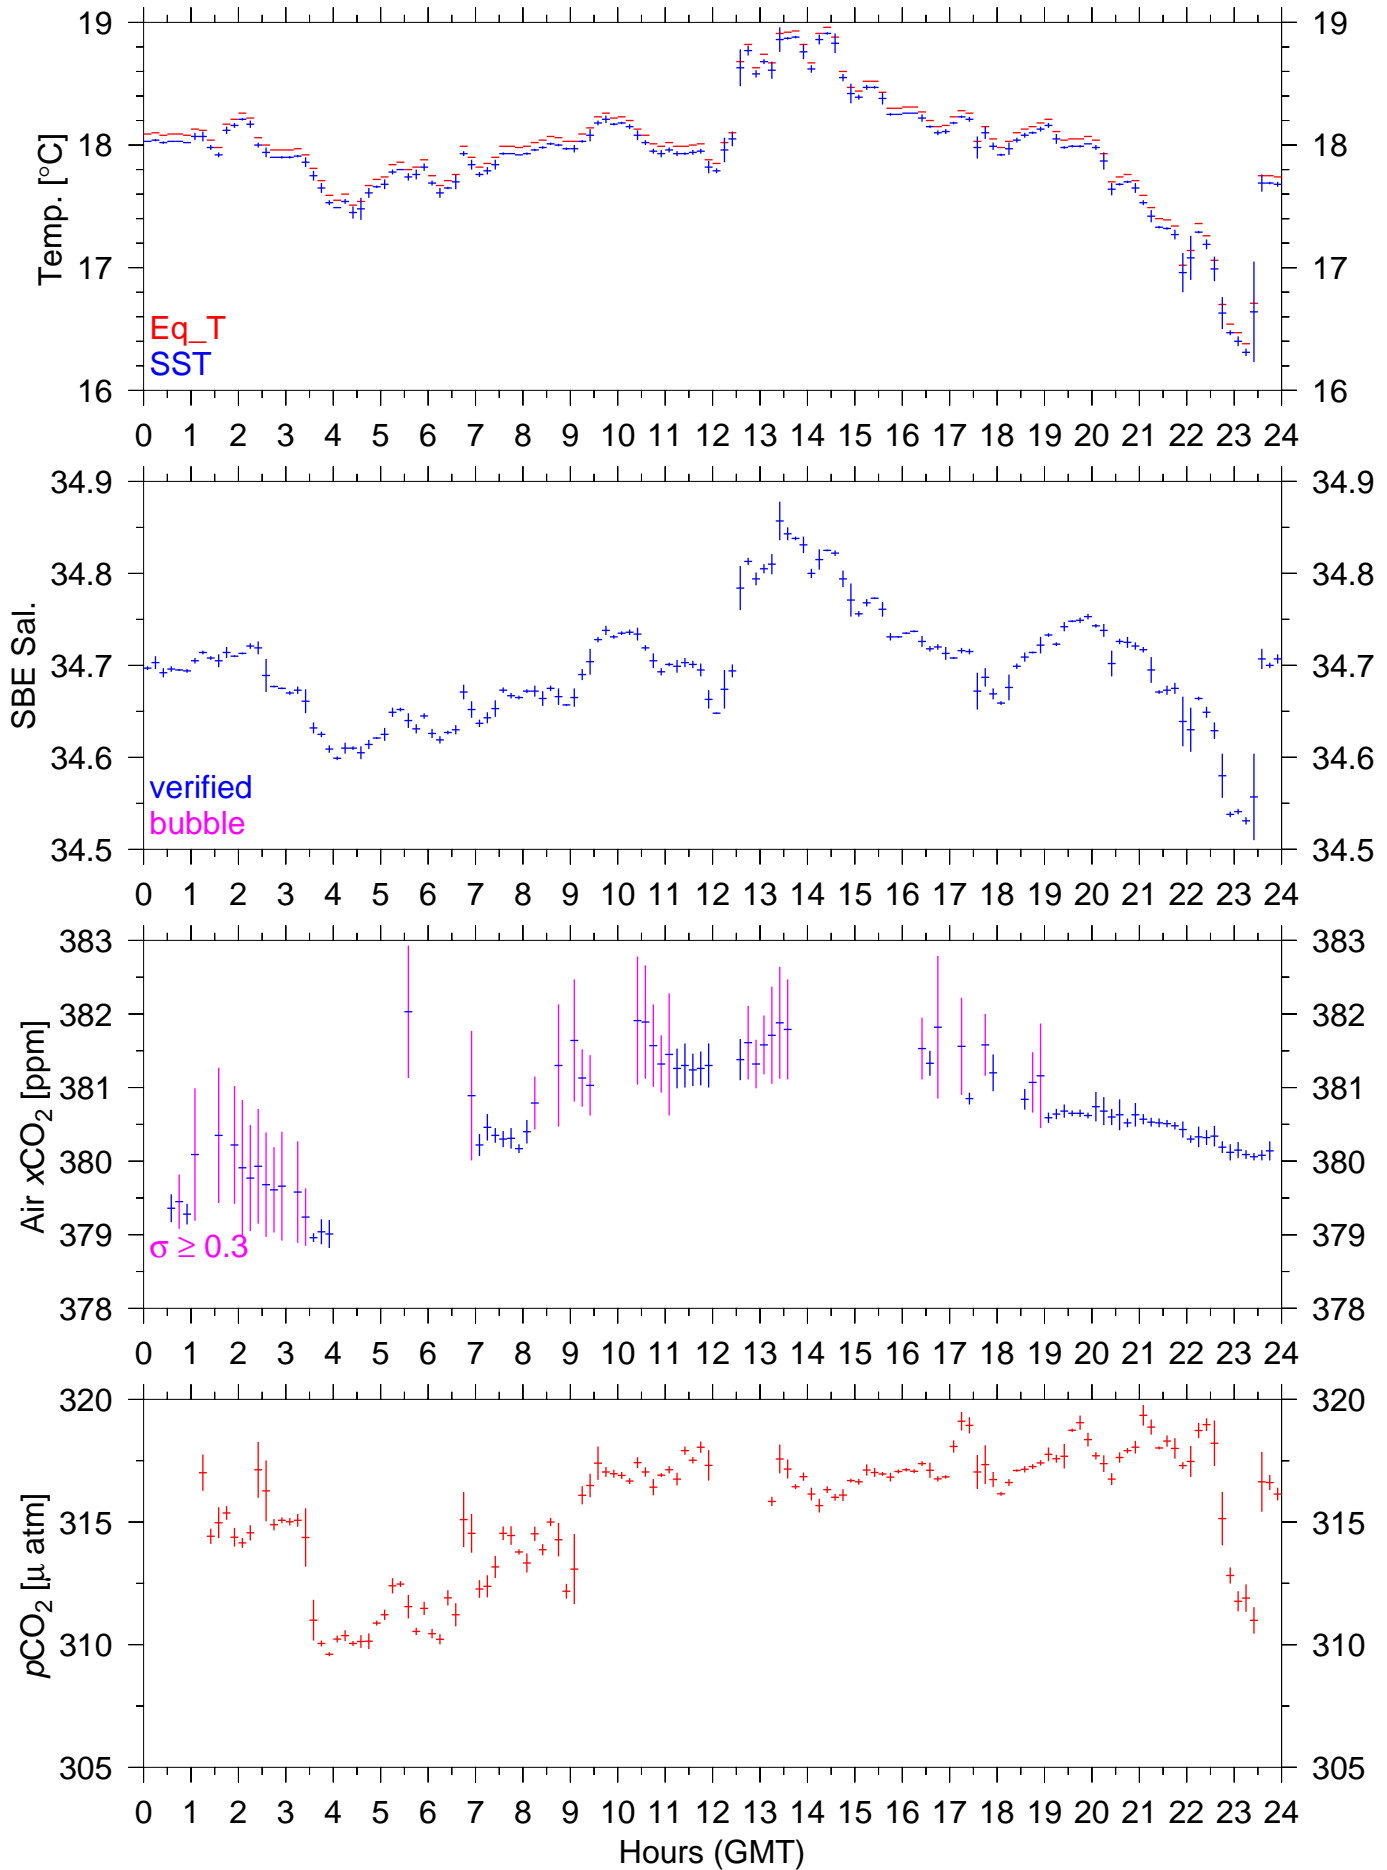 19 19
18 18
17 17
16 16
Temp. [°C]
Eq_T
SST
0 1 2 3 4 5 6 7 8 9 10 11 12 13 14 15 16 17 18 19 20 21 22 23 24
34.9 34.9
34.8 34.8
34.7 34.7
34.6 34.6
34.5 34.5
SBE Sal.
verified
bubble
0 1 2 3 4 5 6 7 8 9 10 11 12 13 14 15 16 17 18 19 20 21 22 23 24
383 383
382 382
381 381
380 380
379 379
378 378
Air xCO₂ [ppm]
σ ≥ 0.3
0 1 2 3 4 5 6 7 8 9 10 11 12 13 14 15 16 17 18 19 20 21 22 23 24
320 320
315 315
310 310
305 305
pCO₂ [µ atm]
0 1 2 3 4 5 6 7 8 9 10 11 12 13 14 15 16 17 18 19 20 21 22 23 24
Hours (GMT)